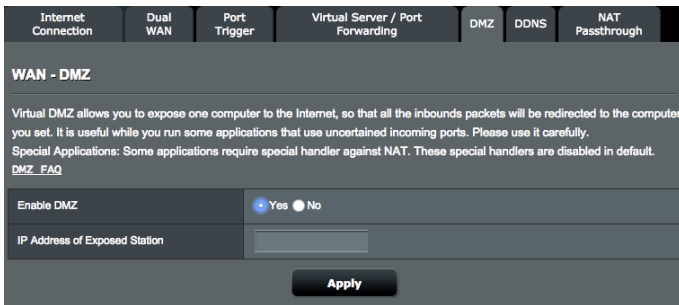 Internet Connection
Dual WAN
Port Trigger
Virtual Server / Port Forwarding
DMZ
DDNS
NAT Passthrough
WAN - DMZ
Virtual DMZ allows you to expose one computer to the Internet, so that all the inbounds packets will be redirected to the computer
you set. It is useful while you run some applications that use uncertained incoming ports. Please use it carefully.
Special Applications: Some applications require special handler against NAT. These special handlers are disabled in default.
DMZ FAQ
Enable DMZ
Yes No
IP Address of Exposed Station
Apply